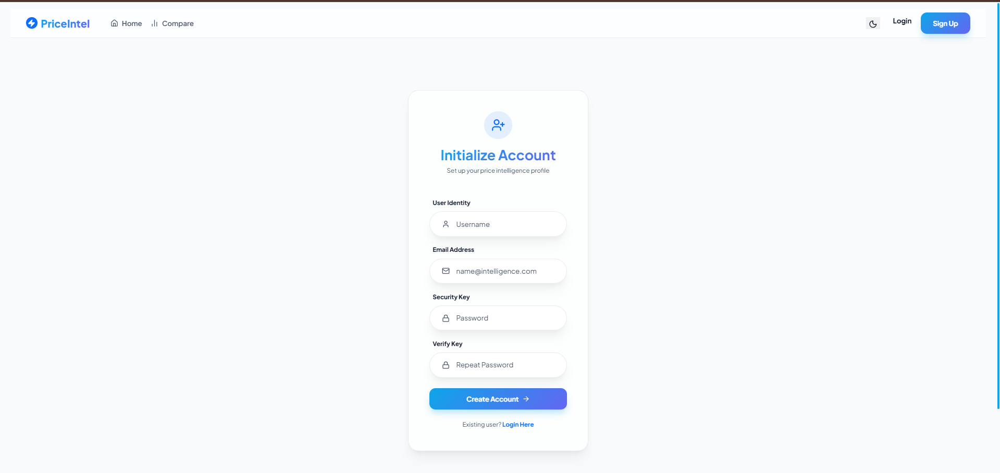 PriceIntel
Home
Compare
Login
Sign Up
Initialize Account
Set up your price intelligence profile
User Identity
Username
Email Address
name@intelligence.com
Security Key
Password
Verify Key
Repeat Password
Create Account
Existing user? Login Here